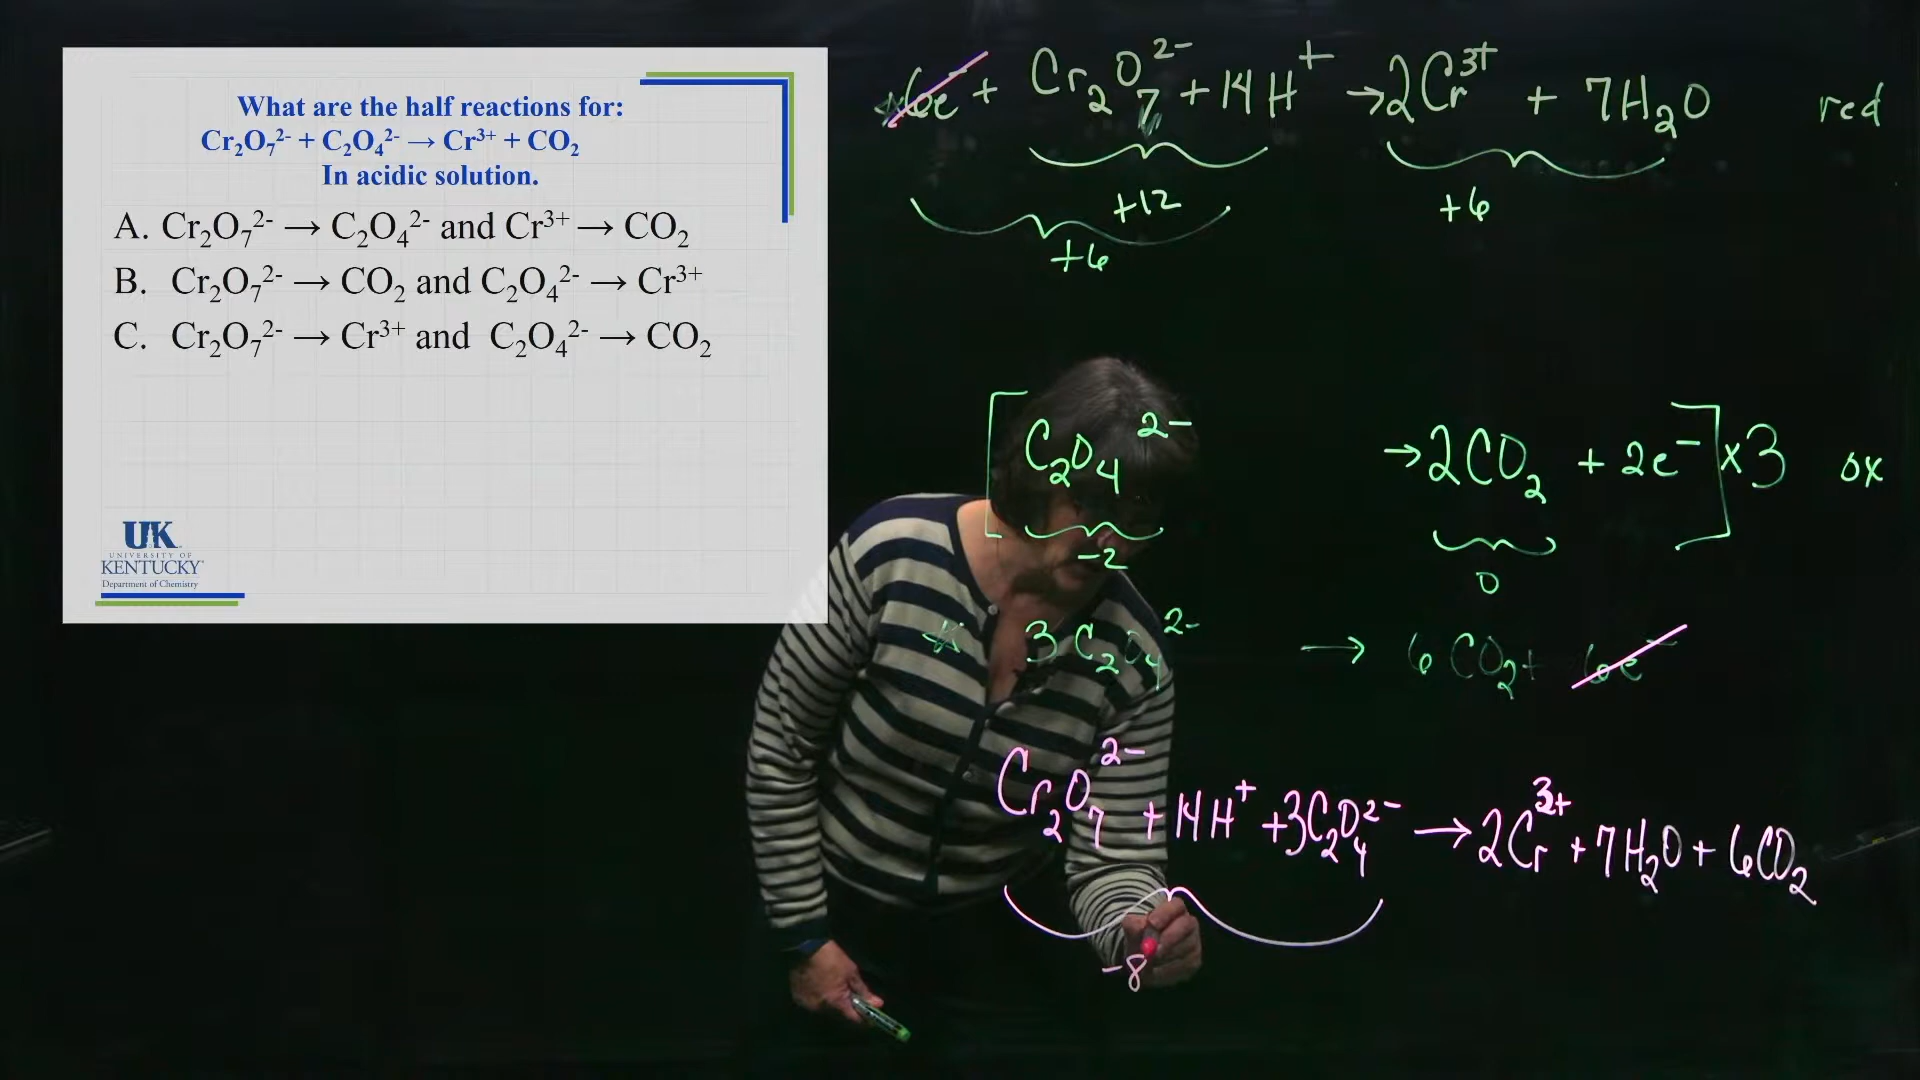 What are the half reactions for:
Cr₂O₇²⁻ + C₂O₄²⁻ → Cr³⁺ + CO₂
In acidic solution.
A. Cr₂O₇²⁻ → C₂O₄²⁻ and Cr³⁺ → CO₂
B. Cr₂O₇²⁻ → CO₂ and C₂O₄²⁻ → Cr³⁺
C. Cr₂O₇²⁻ → Cr³⁺ and C₂O₄²⁻ → CO₂
UK
UNIVERSITY OF
KENTUCKY
Department of Chemistry
6e⁻ + Cr₂O₇²⁻ + 14H⁺ → 2Cr³⁺ + 7H₂O red
+12 +6
+6
[C₂O₄²⁻ → 2CO₂ + 2e⁻] x 3 ox
-2 0
* 3C₂O₄²⁻ → 6CO₂ + 6e⁻
Cr₂O₇²⁻ + 14H⁺ + 3C₂O₄²⁻ → 2Cr³⁺ + 7H₂O + 6CO₂
-8